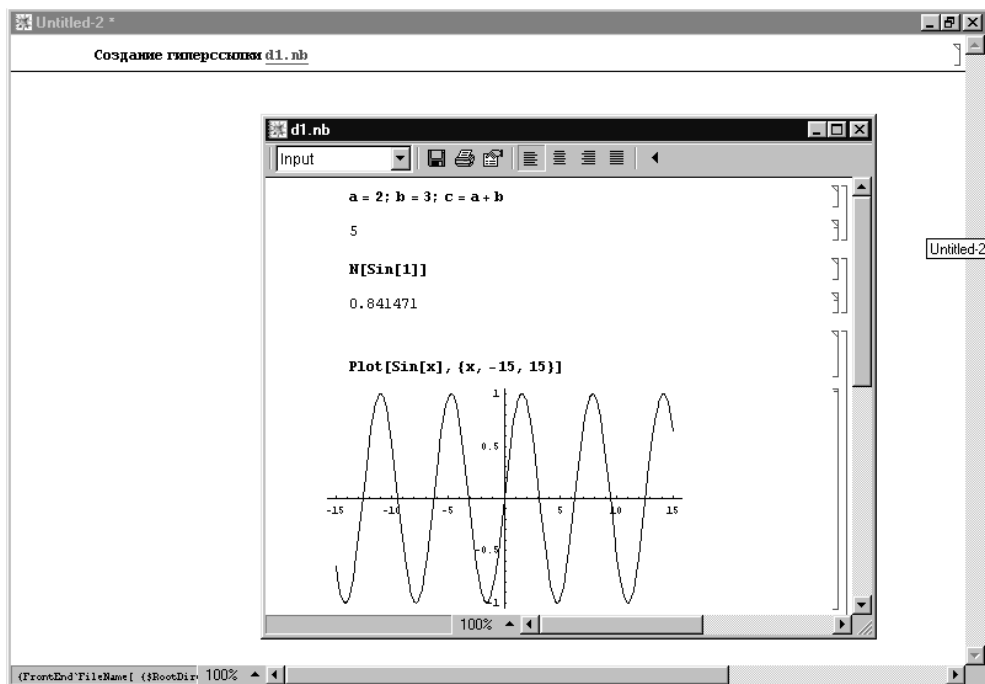 Untitled-2 *
Создание гиперссылки d1.nb
d1.nb
Input
a = 2; b = 3; c = a + b
5
N[Sin[1]]
0.841471
Plot[Sin[x], {x, -15, 15}]
1
0.5
-15 -10 -5 5 10 15
-0.5
-1
100%
Untitled-2
{FrontEnd`FileName[ {$RootDir 100%